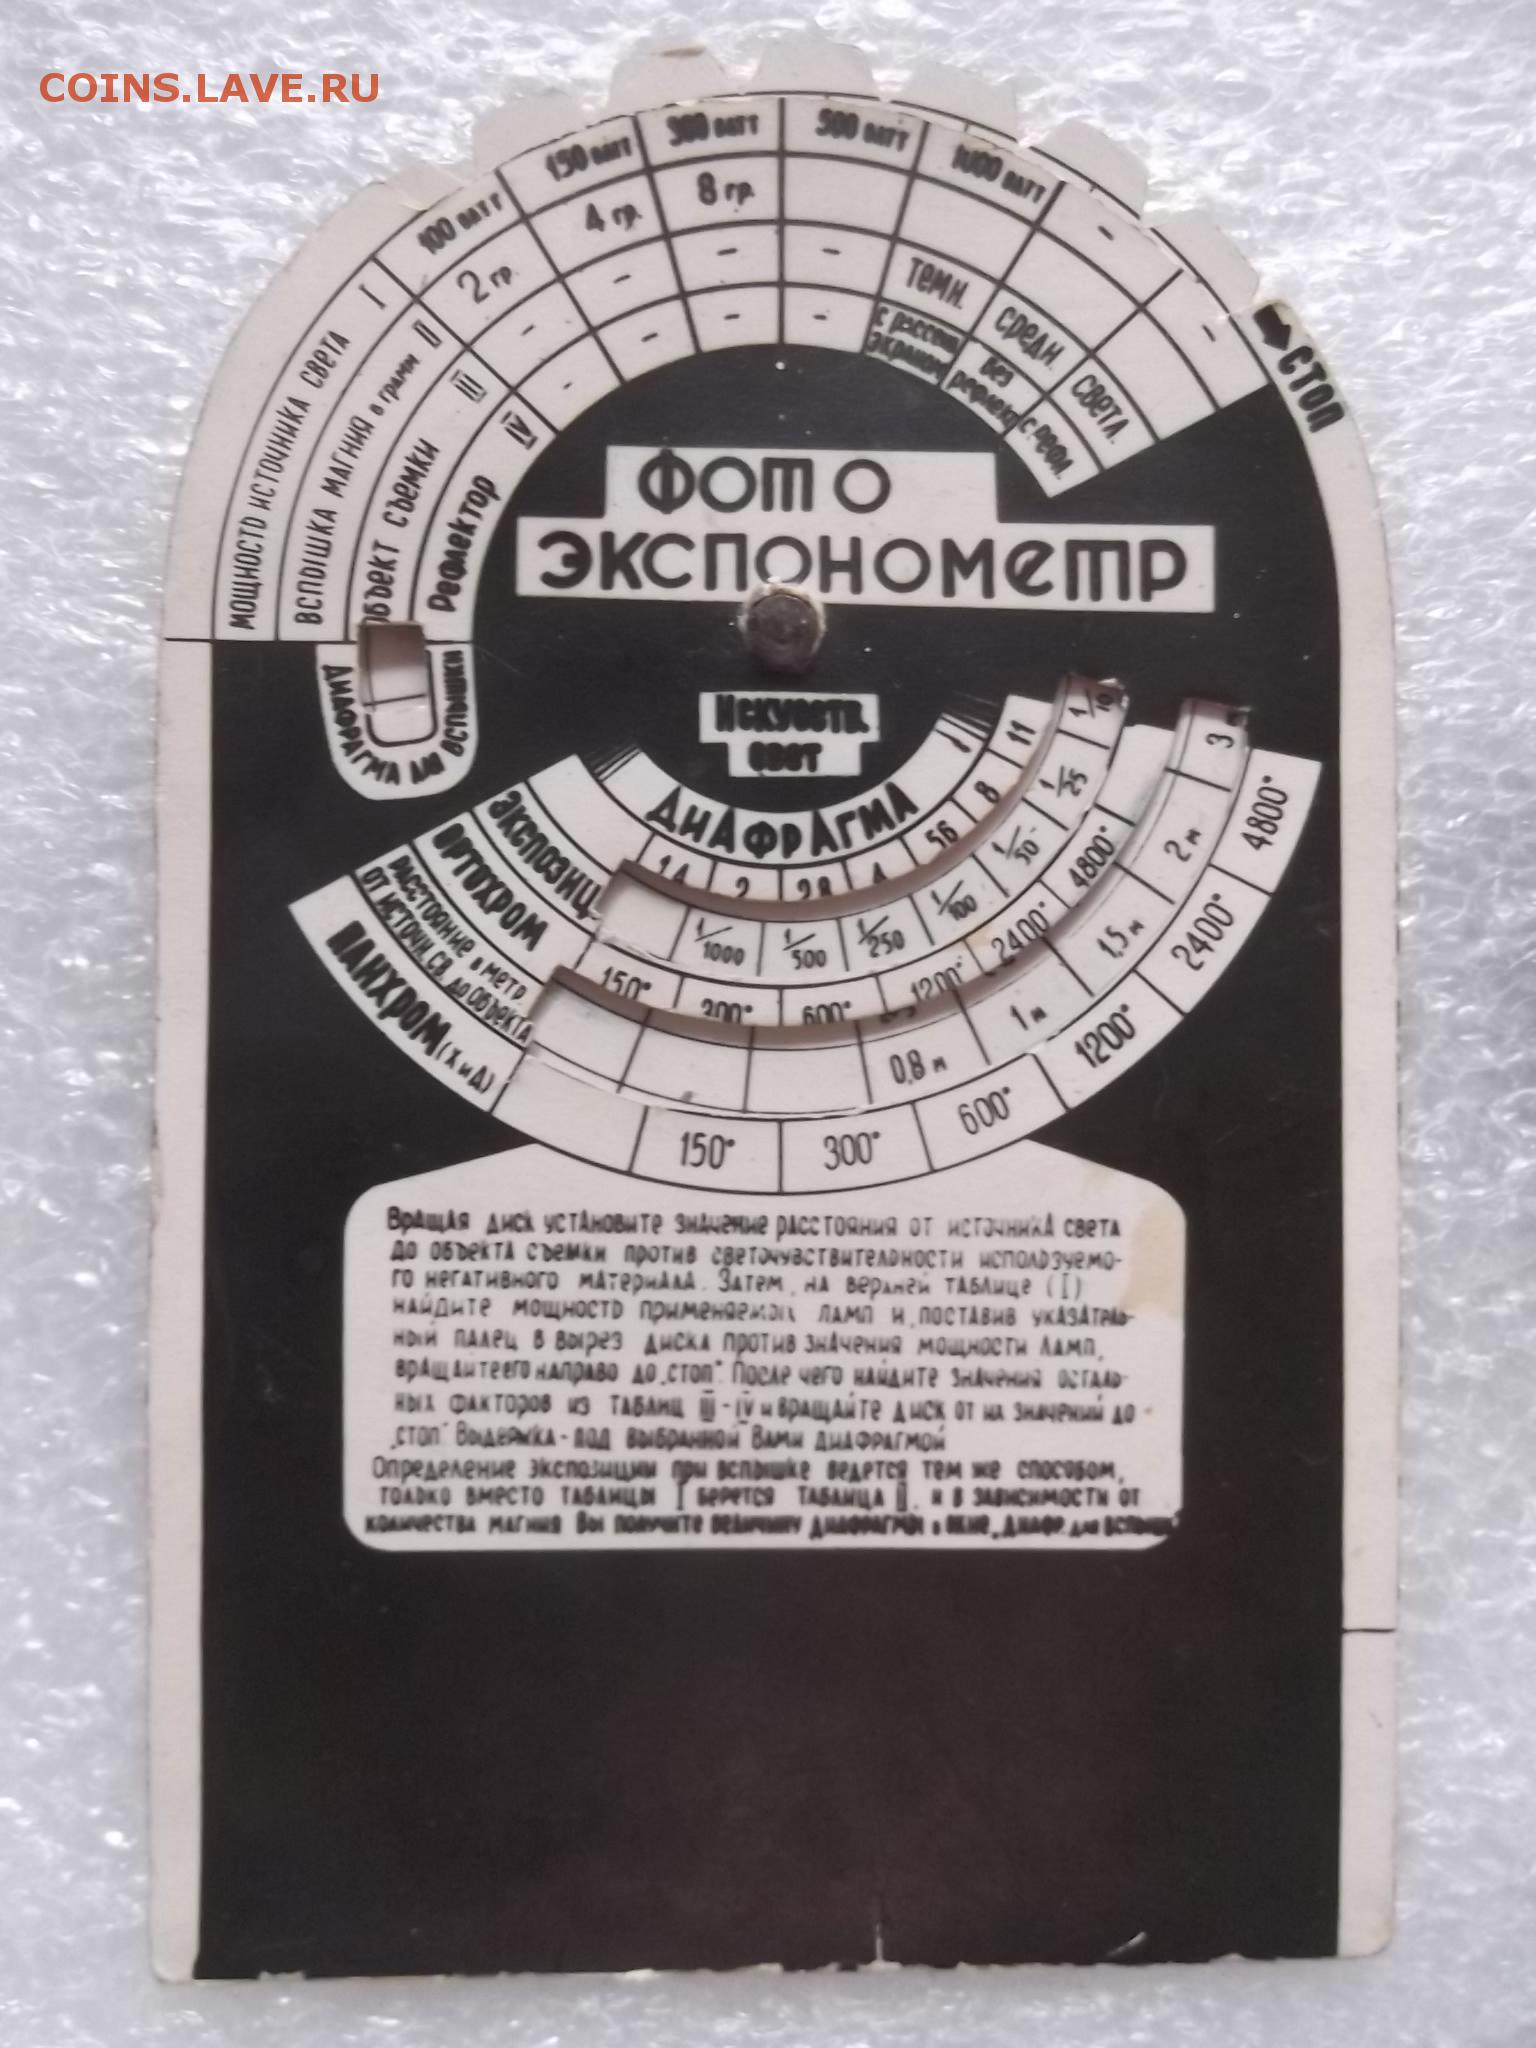 COINS.LAVE.RU
МОЩНОСТЬ ИСТОЧНИКА СВЕТА I 100 ВАТТ 150 ВАТТ 300 ВАТТ 500 ВАТТ 1000 ВАТТ - -
ВСПЫШКА МАГНИЯ в ГРАММ II 2 гр. 4 гр. 8 гр.
ОБЪЕКТ СЪЕМКИ III - - - - ТЕМН. СРЕДН. СВЕТЛ.
РЕФЛЕКТОР IV - - - - С рассеив. экраном без рефлект. с рефл.
СТОП
ФОТО
ЭКСПОНОМЕТР
ДИАФРАГМА для ВСПЫШКИ
ИСКУССТВ.
СВЕТ
ДИАФРАГМА
1,4 2 2,8 4 5,6 8 11
ЭКСПОЗИЦ. 1/1000 1/500 1/250 1/100 1/50 1/25 1/10
ОРТОХРОМ 150° 300° 600° 1200° 2400° 4800°
РАССТОЯНИЕ в МЕТР.
ОТ ИСТОЧН. СВ. до ОБЪЕКТА 0,8 м 1 м 1,5 м 2 м 3
ПАНХРОМ (Х и Д) 150° 300° 600° 1200° 2400° 4800°
ВРАЩАЯ ДИСК УСТАНОВИТЕ ЗНАЧЕНИЕ РАССТОЯНИЯ ОТ ИСТОЧНИКА СВЕТА
ДО ОБЪЕКТА СЪЕМКИ ПРОТИВ СВЕТОЧУВСТВИТЕЛЬНОСТИ ИСПОЛЬЗУЕМО-
ГО НЕГАТИВНОГО МАТЕРИАЛА. ЗАТЕМ, НА ВЕРХНЕЙ ТАБЛИЦЕ (I)
НАЙДИТЕ МОЩНОСТЬ ПРИМЕНЯЕМЫХ ЛАМП И, ПОСТАВИВ УКАЗАТЕЛЬ-
НЫЙ ПАЛЕЦ В ВЫРЕЗ ДИСКА ПРОТИВ ЗНАЧЕНИЯ МОЩНОСТИ ЛАМП,
ВРАЩАЙТЕ ЕГО НАПРАВО ДО „СТОП". ПОСЛЕ ЧЕГО НАЙДИТЕ ЗНАЧЕНИЯ ОСТАЛЬ-
НЫХ ФАКТОРОВ ИЗ ТАБЛИЦ III-IV И ВРАЩАЙТЕ ДИСК ОТ ИХ ЗНАЧЕНИЙ ДО
„СТОП" ВЫДЕРЖКА - ПОД ВЫБРАННОЙ ВАМИ ДИАФРАГМОЙ
ОПРЕДЕЛЕНИЕ ЭКСПОЗИЦИИ ПРИ ВСПЫШКЕ ВЕДЕТСЯ ТЕМ ЖЕ СПОСОБОМ,
ТОЛЬКО ВМЕСТО ТАБЛИЦЫ I БЕРЕТСЯ ТАБЛИЦА II, И В ЗАВИСИМОСТИ ОТ
КОЛИЧЕСТВА МАГНИЯ ВЫ ПОЛУЧИТЕ ВЕЛИЧИНУ ДИАФРАГМЫ в ОКНЕ „ДИАФР. для ВСПЫШК."